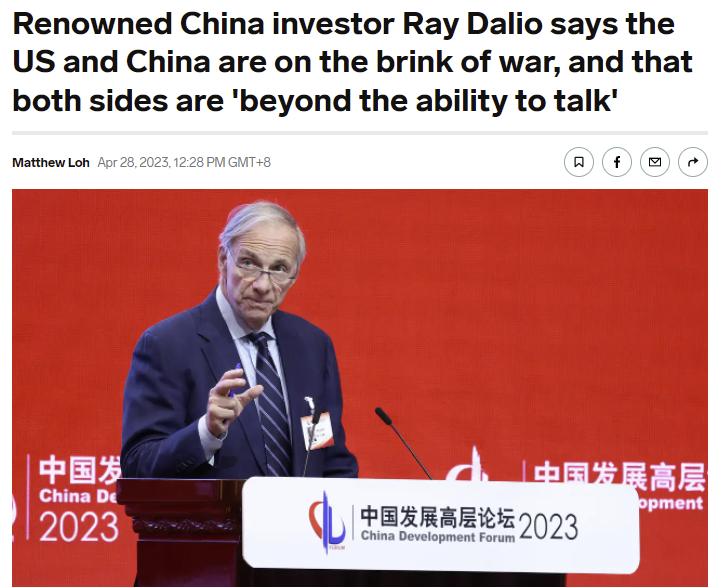 Renowned China investor Ray Dalio says the
US and China are on the brink of war, and that
both sides are 'beyond the ability to talk'
Matthew Loh Apr 28, 2023, 12:28 PM GMT+8
中国发
China De
2023
中国发展高层
opment
中国发展高层论坛 2023
China Development Forum
FORUM